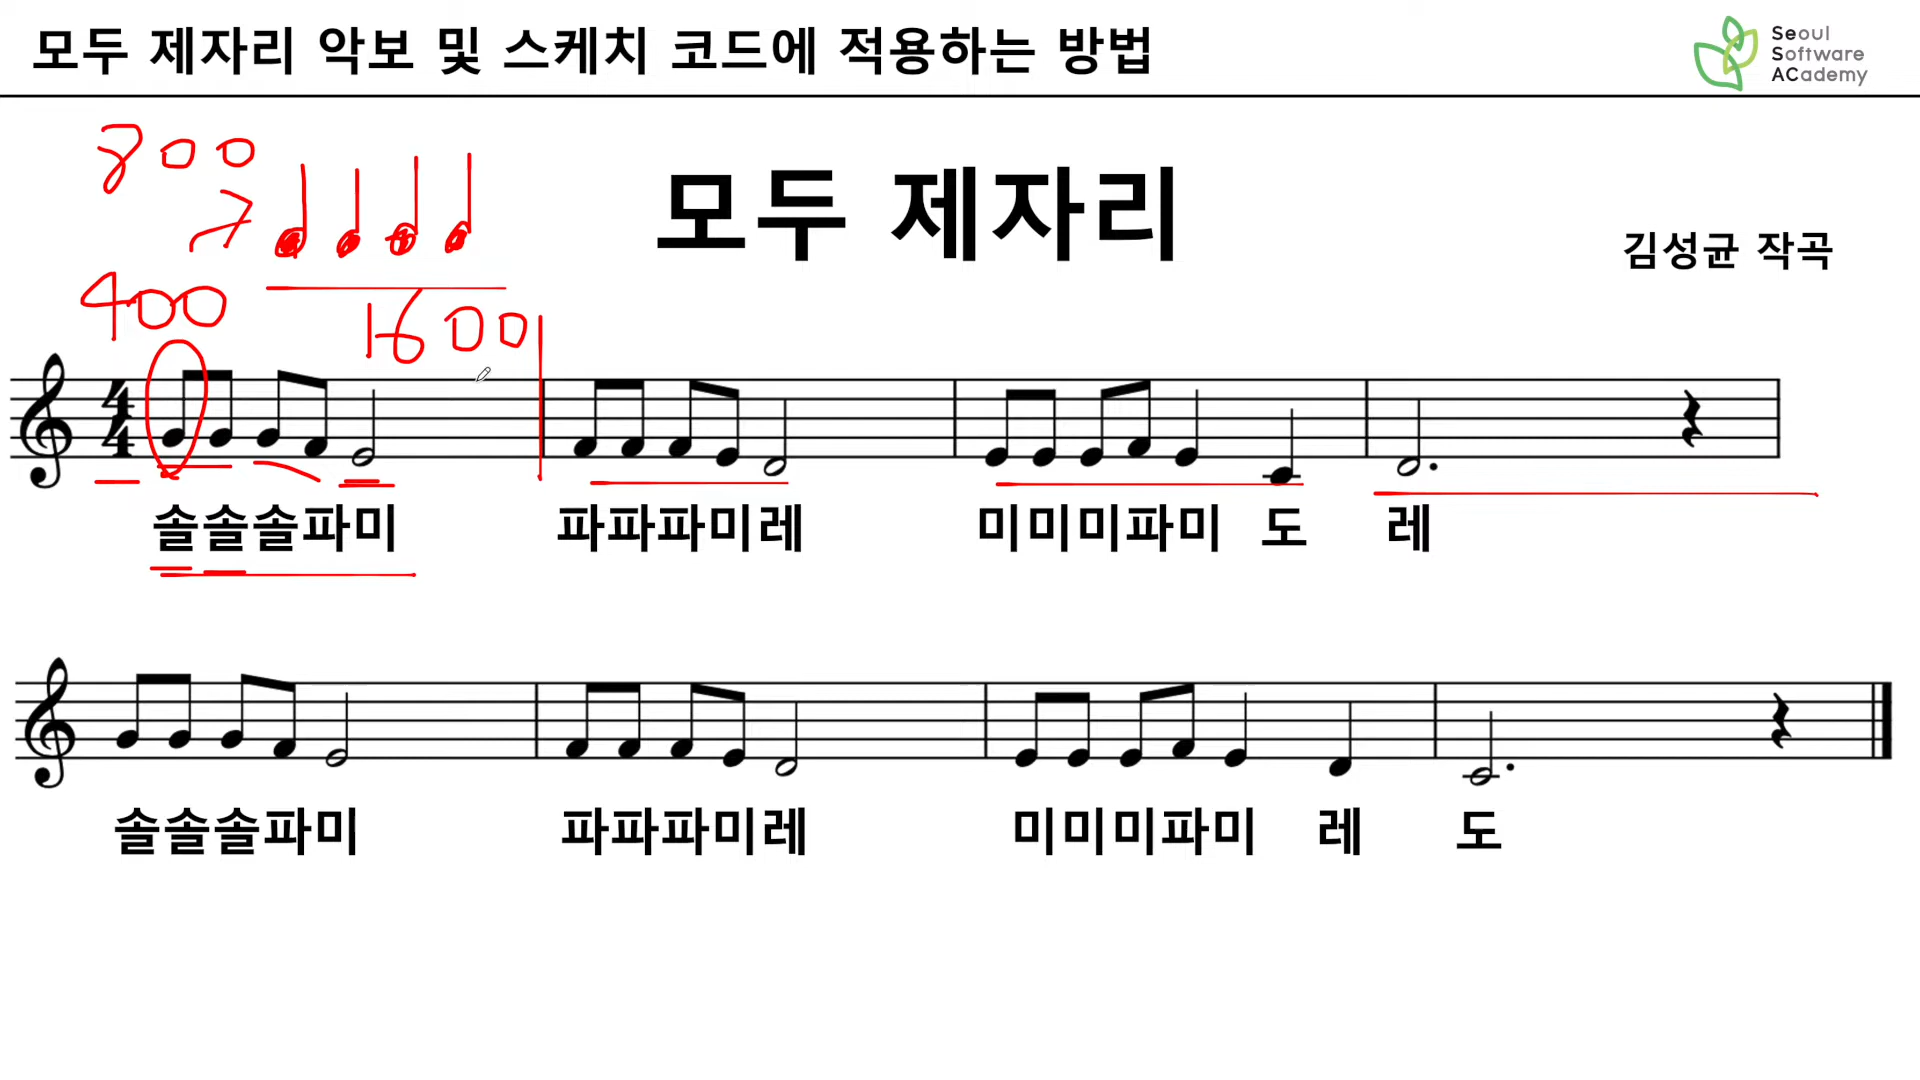 모두 제자리 악보 및 스케치 코드에 적용하는 방법
Seoul
Software
ACademy
800
모두 제자리
김성균 작곡
400
1600
4
4
솔솔솔파미 파파파미레 미미미파미 도 레
솔솔솔파미 파파파미레 미미미파미 레 도